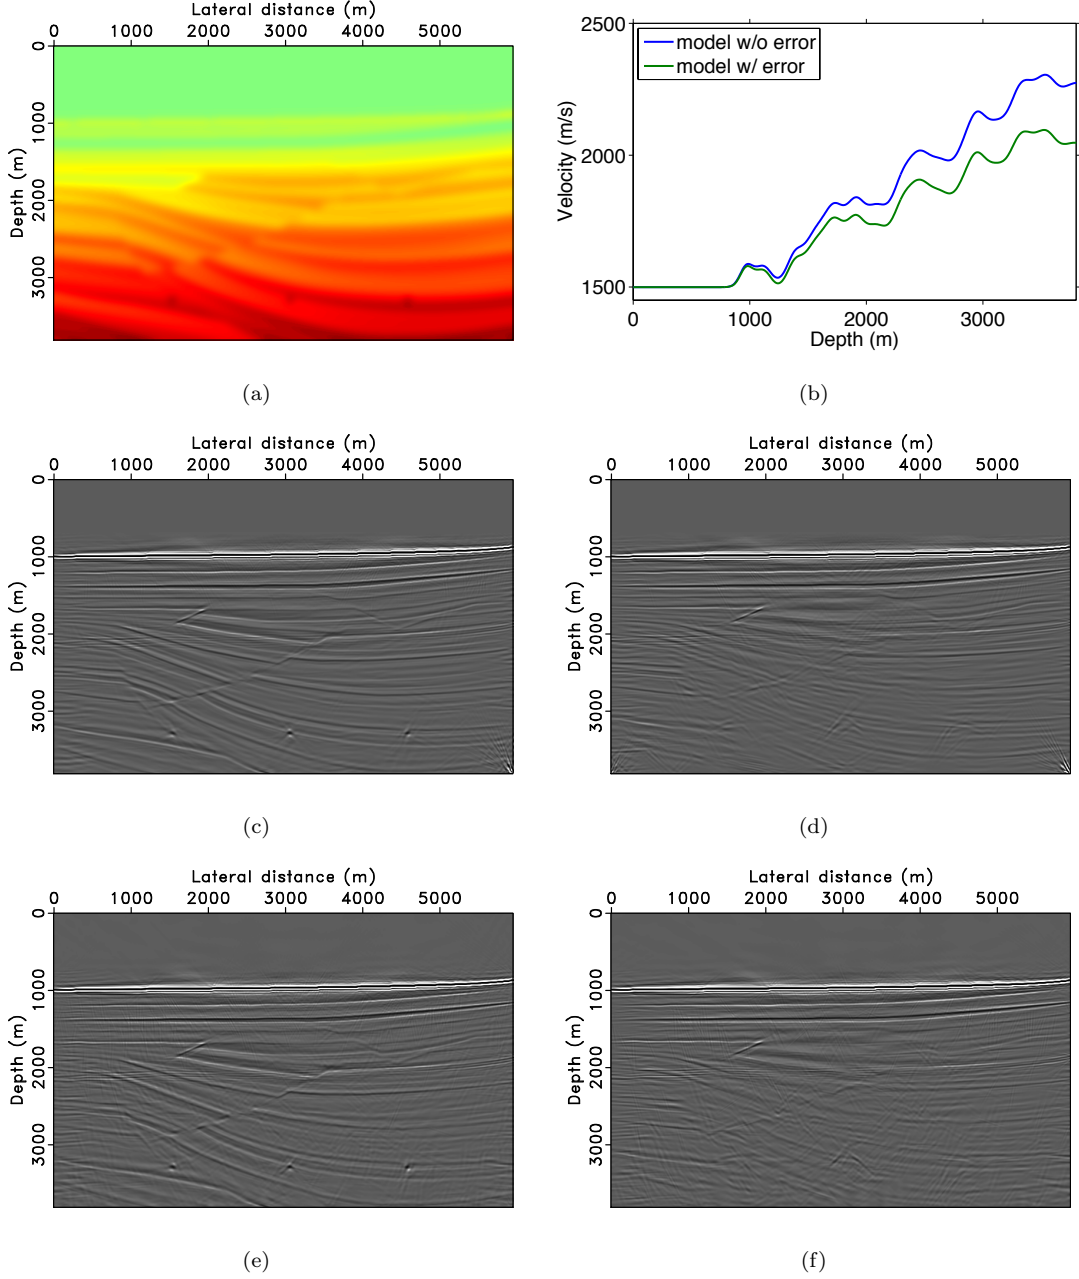 Lateral distance (m)
0 1000 2000 3000 4000 5000
0
1000
2000
3000
Depth (m)
(a)
2500
2000
1500
Velocity (m/s)
model w/o error
model w/ error
0 1000 2000 3000
Depth (m)
(b)
Lateral distance (m)
0 1000 2000 3000 4000 5000
0
1000
2000
3000
Depth (m)
(c)
Lateral distance (m)
0 1000 2000 3000 4000 5000
0
1000
2000
3000
Depth (m)
(d)
Lateral distance (m)
0 1000 2000 3000 4000 5000
0
1000
2000
3000
Depth (m)
(e)
Lateral distance (m)
0 1000 2000 3000 4000 5000
0
1000
2000
3000
Depth (m)
(f)